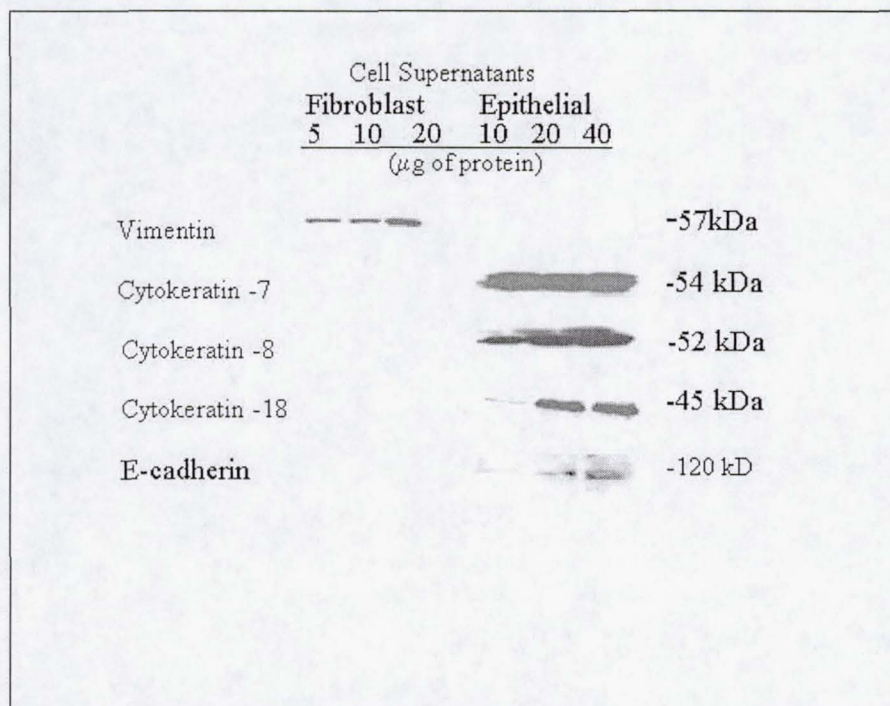 Cell Supernatants
Fibroblast Epithelial
5 10 20 10 20 40
(μg of protein)
Vimentin -57kDa
Cytokeratin -7 -54 kDa
Cytokeratin -8 -52 kDa
Cytokeratin -18 -45 kDa
E-cadherin -120 kD